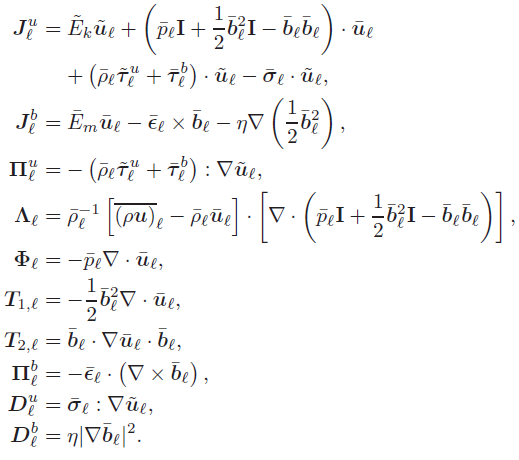 J_ℓ^u = Ẽ_k ũ_ℓ + ( p̄_ℓ I + 1/2 b̄_ℓ^2 I − b̄_ℓ b̄_ℓ ) · ū_ℓ
+ ( ρ̄_ℓ τ̃_ℓ^u + τ̄_ℓ^b ) · ũ_ℓ − σ̄_ℓ · ũ_ℓ,
J_ℓ^b = Ē_m ū_ℓ − ε̄_ℓ × b̄_ℓ − η∇ ( 1/2 b̄_ℓ^2 ),
Π_ℓ^u = − ( ρ̄_ℓ τ̃_ℓ^u + τ̄_ℓ^b ) : ∇ũ_ℓ,
Λ_ℓ = ρ̄_ℓ^{-1} [ \overline{(ρu)}_ℓ − ρ̄_ℓ ū_ℓ ] · [ ∇ · ( p̄_ℓ I + 1/2 b̄_ℓ^2 I − b̄_ℓ b̄_ℓ ) ],
Φ_ℓ = −p̄_ℓ ∇ · ū_ℓ,
T_{1,ℓ} = − 1/2 b̄_ℓ^2 ∇ · ū_ℓ,
T_{2,ℓ} = b̄_ℓ · ∇ū_ℓ · b̄_ℓ,
Π_ℓ^b = −ε̄_ℓ · ( ∇ × b̄_ℓ ),
D_ℓ^u = σ̄_ℓ : ∇ũ_ℓ,
D_ℓ^b = η|∇b̄_ℓ|^2.